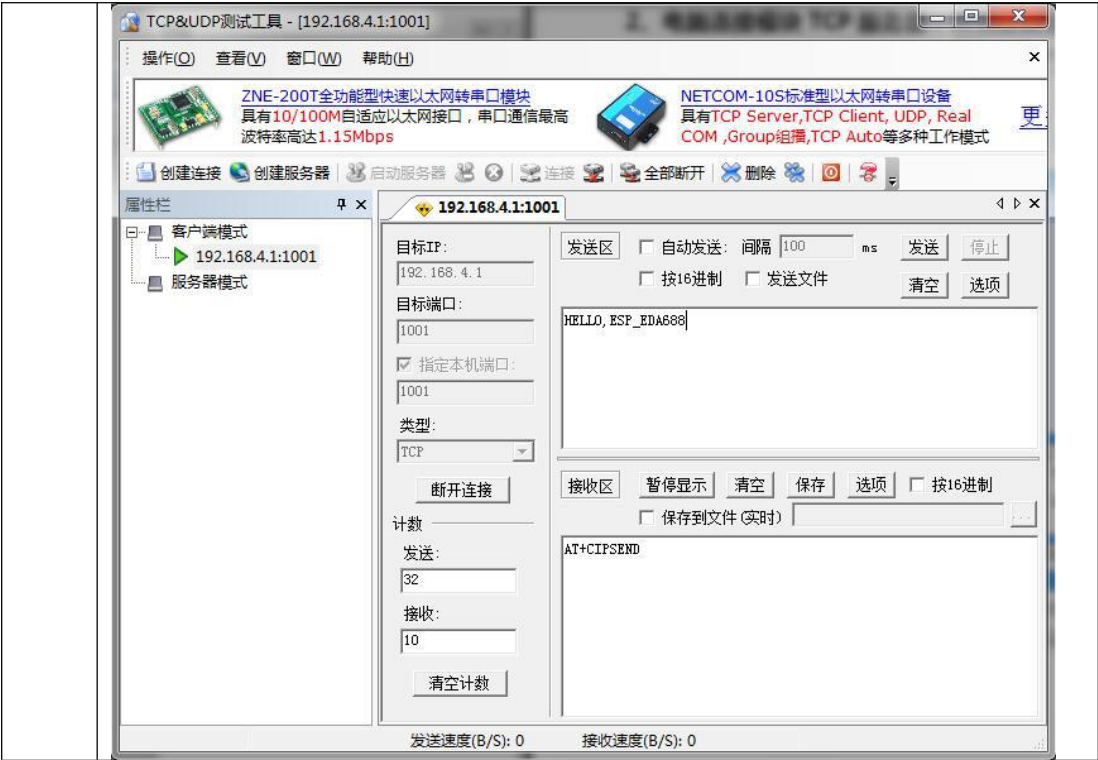 TCP&UDP测试工具 - [192.168.4.1:1001]
操作(O) 查看(V) 窗口(W) 帮助(H)
ZNE-200T全功能型快速以太网转串口模块
具有10/100M自适应以太网接口，串口通信最高
波特率高达1.15Mbps
NETCOM-10S标准型以太网转串口设备
具有TCP Server,TCP Client, UDP, Real
COM ,Group组播,TCP Auto等多种工作模式
更
创建连接 创建服务器 启动服务器 连接 全部断开 删除
属性栏
客户端模式
192.168.4.1:1001
服务器模式
192.168.4.1:1001
目标IP:
192.168.4.1
目标端口:
1001
指定本机端口:
1001
类型:
TCP
断开连接
计数
发送:
32
接收:
10
清空计数
发送区 自动发送: 间隔 100 ms 发送 停止
按16进制 发送文件 清空 选项
HELLO,ESP_EDA688
接收区 暂停显示 清空 保存 选项 按16进制
保存到文件(实时) ...
AT+CIPSEND
发送速度(B/S): 0 接收速度(B/S): 0